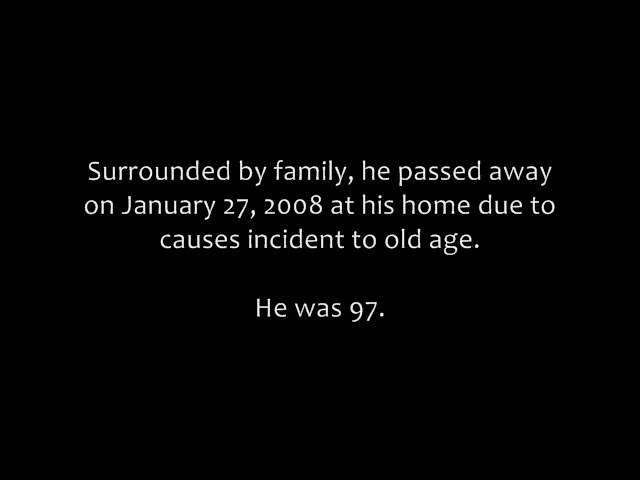 Surrounded by family, he passed away
on January 27, 2008 at his home due to
causes incident to old age.
He was 97.